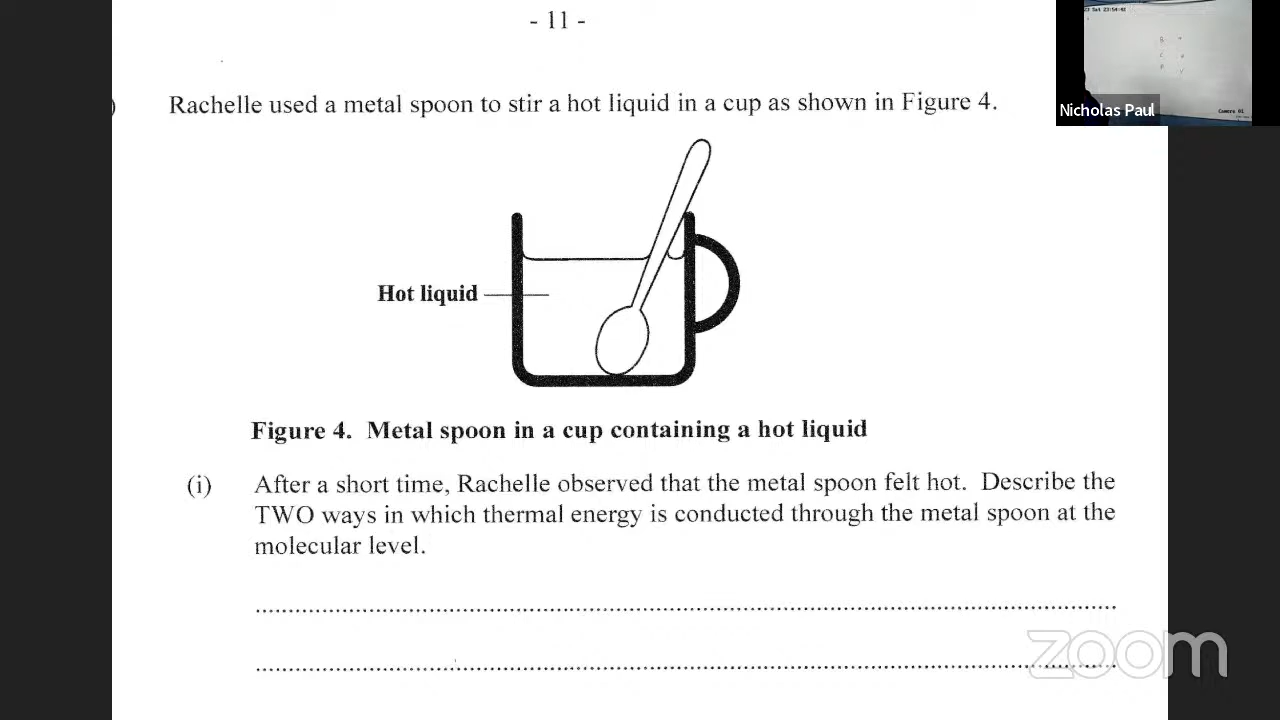 - 11 -
)
Rachelle used a metal spoon to stir a hot liquid in a cup as shown in Figure 4.
Nicholas Paul
Hot liquid
Figure 4. Metal spoon in a cup containing a hot liquid
(i) After a short time, Rachelle observed that the metal spoon felt hot. Describe the
TWO ways in which thermal energy is conducted through the metal spoon at the
molecular level.
zoom